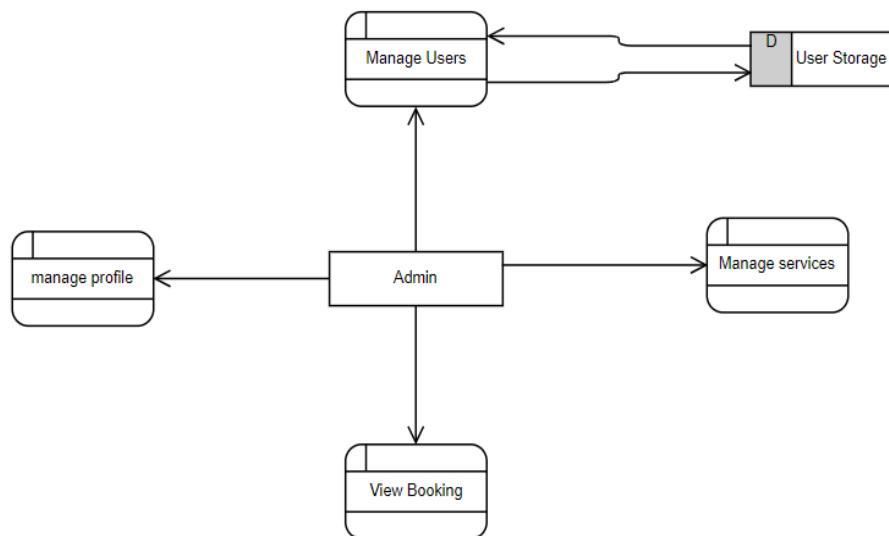 Manage Users
D
User Storage
manage profile
Admin
Manage services
View Booking